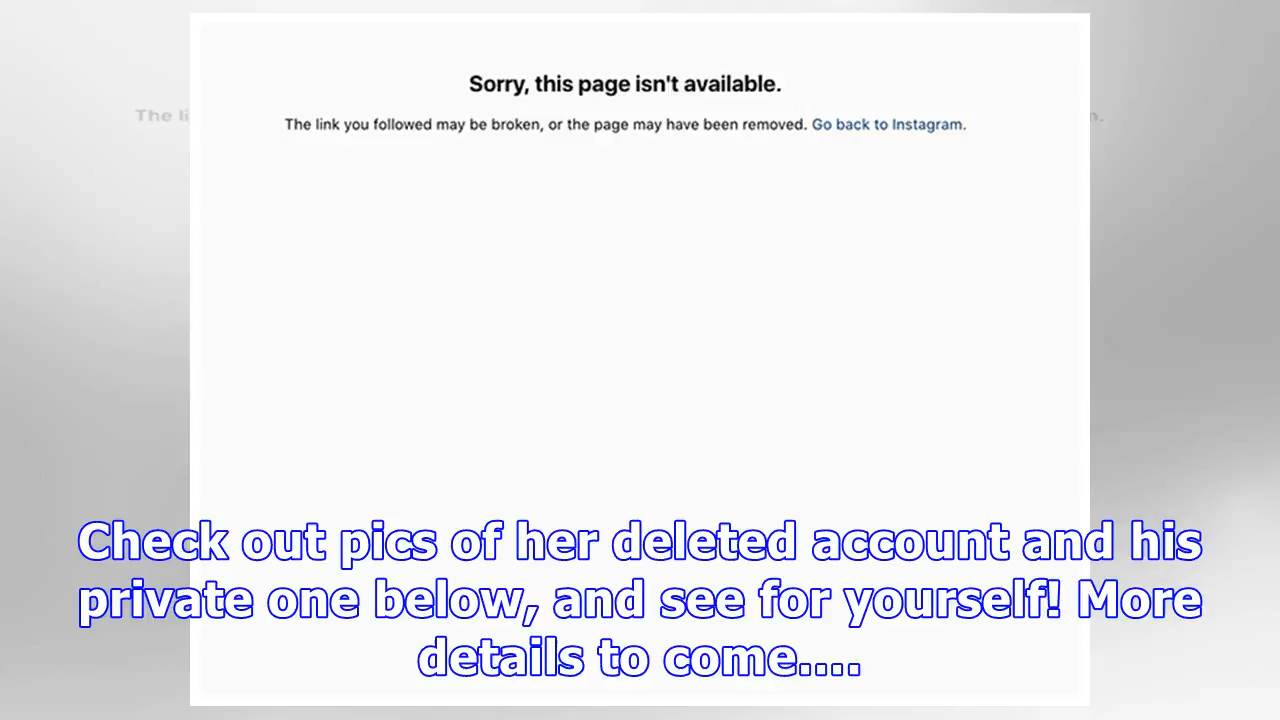 Sorry, this page isn't available.
The link you followed may be broken, or the page may have been removed. Go back to Instagram.
The li
n.
Check out pics of her deleted account and his
private one below, and see for yourself! More
details to come....